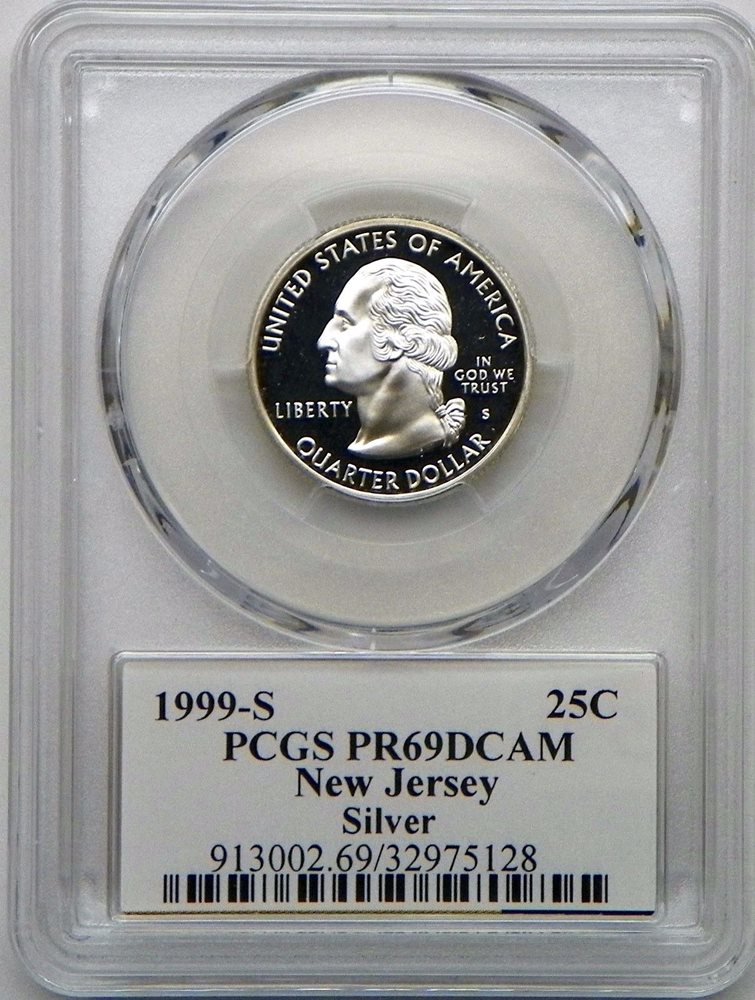 UNITED STATES OF AMERICA
IN
GOD WE
TRUST
LIBERTY
S
QUARTER DOLLAR
1999-S 25C
PCGS PR69DCAM
New Jersey
Silver
913002.69/32975128